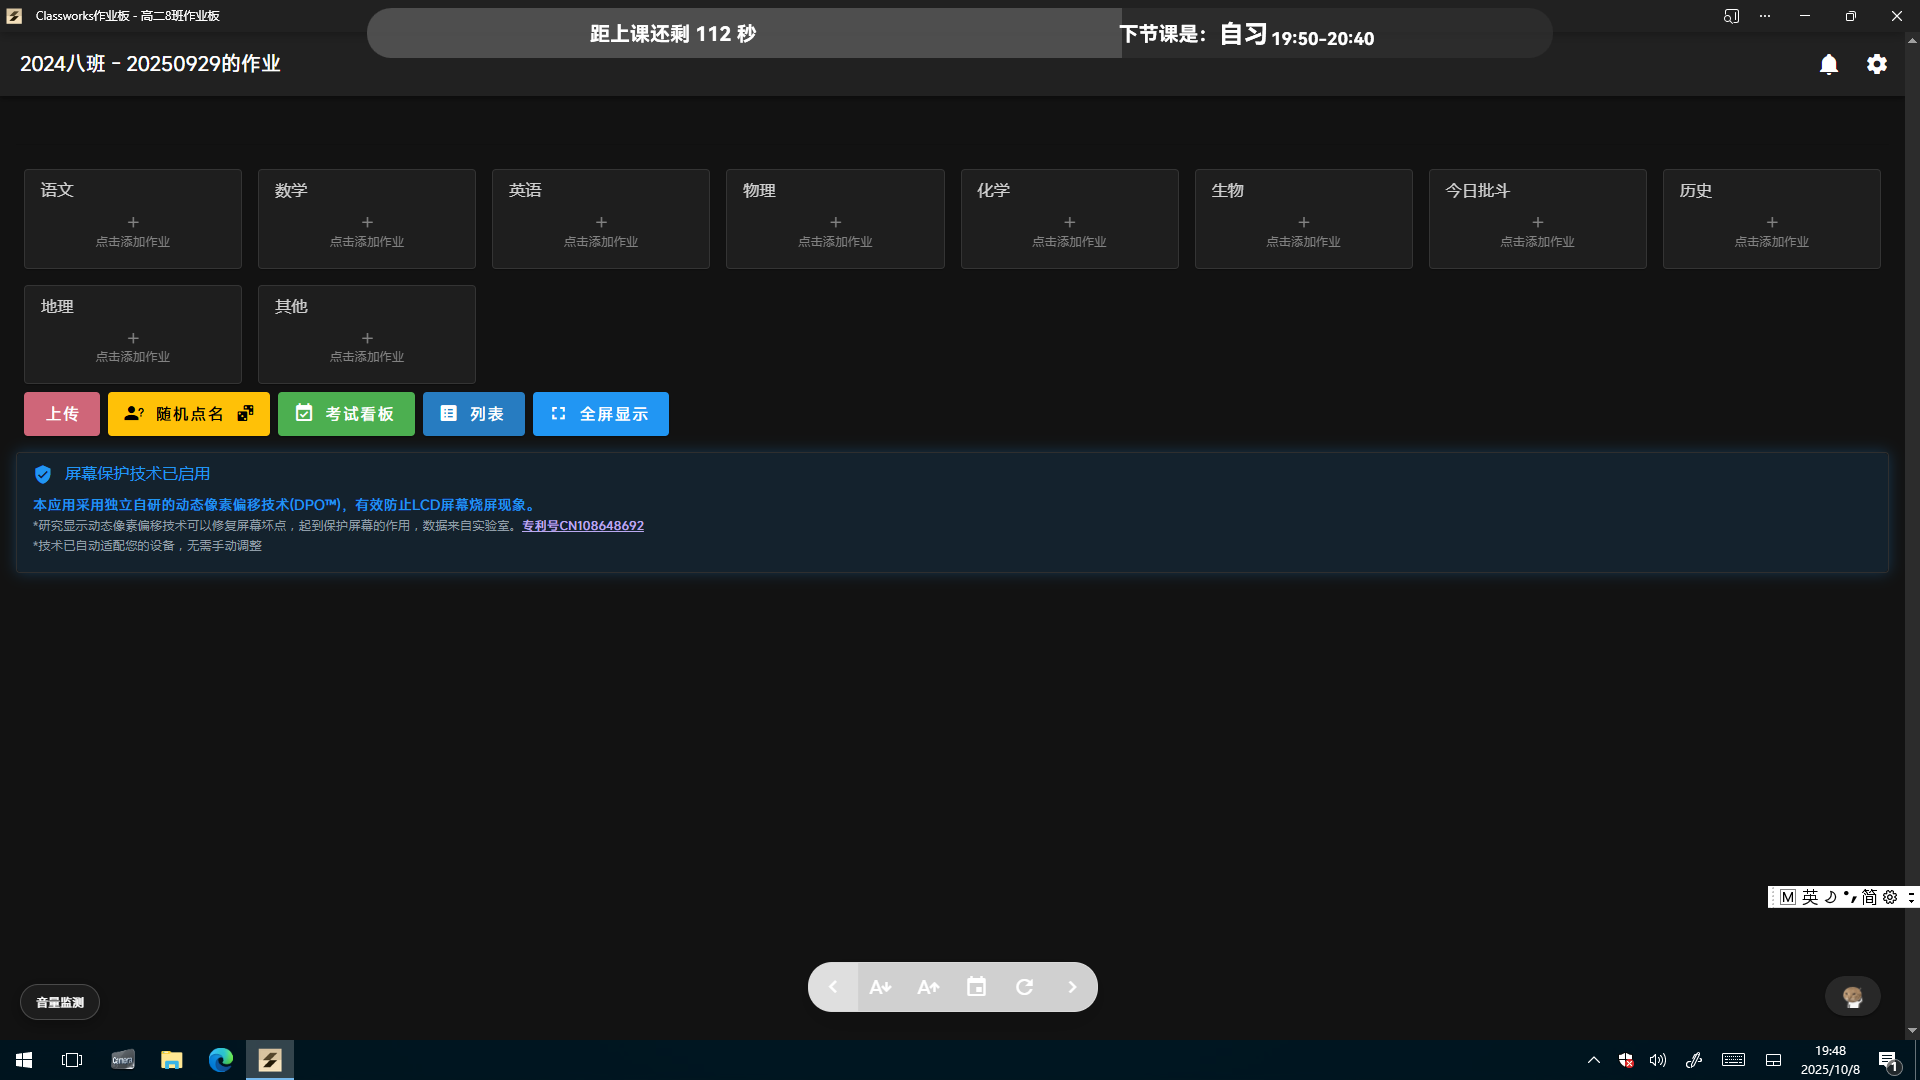 Classworks作业板 - 高二8班作业板
距上课还剩 112 秒
下节课是： 自习 19:50-20:40
2024八班 - 20250929的作业
语文
点击添加作业
数学
点击添加作业
英语
点击添加作业
物理
点击添加作业
化学
点击添加作业
生物
点击添加作业
今日批斗
点击添加作业
历史
点击添加作业
地理
点击添加作业
其他
点击添加作业
上传
随机点名
考试看板
列表
全屏显示
屏幕保护技术已启用
本应用采用独立自研的动态像素偏移技术(DPO™)，有效防止LCD屏幕烧屏现象。
*研究显示动态像素偏移技术可以修复屏幕坏点，起到保护屏幕的作用，数据来自实验室。专利号CN108648692
*技术已自动适配您的设备，无需手动调整
M 英 简
音量监测
19:48
2025/10/8
1